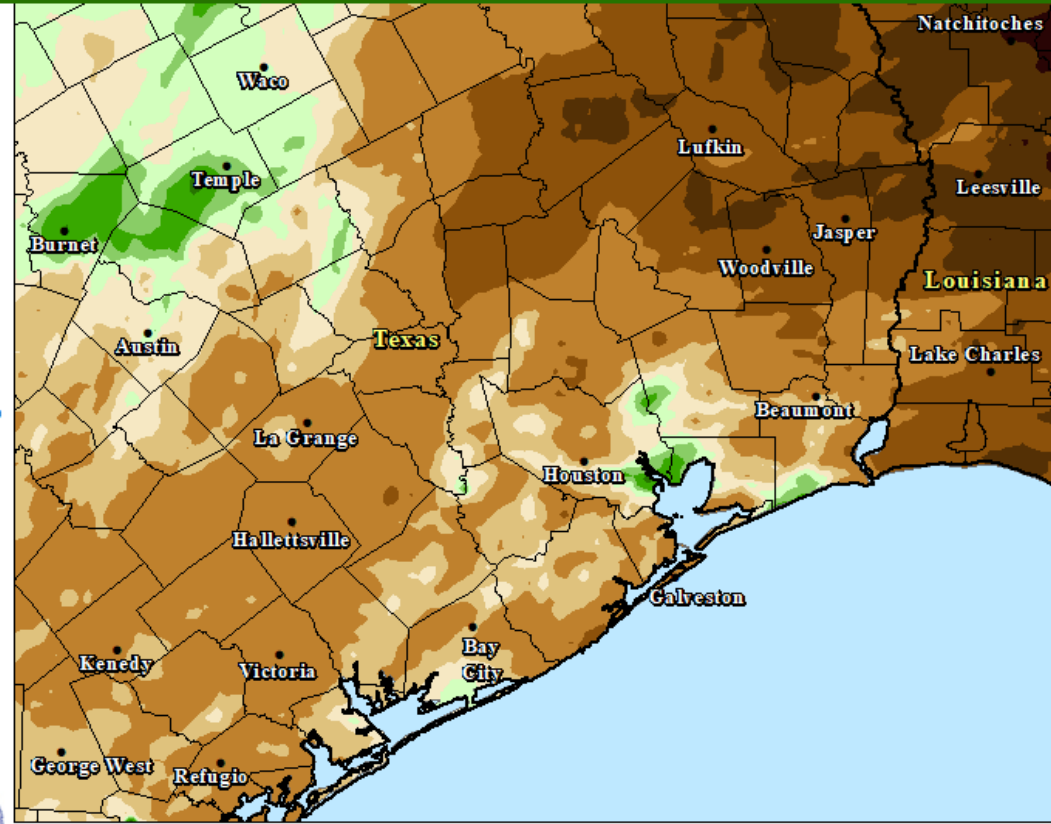 Natchitoches
Waco
Lufkin
Temple
Leesville
Burnet
Jasper
Woodville
Louisiana
Austin
Texas
Lake Charles
Beaumont
La Grange
Houston
Hallettsville
Galveston
Bay
City
Kenedy
Victoria
George West
Refugio